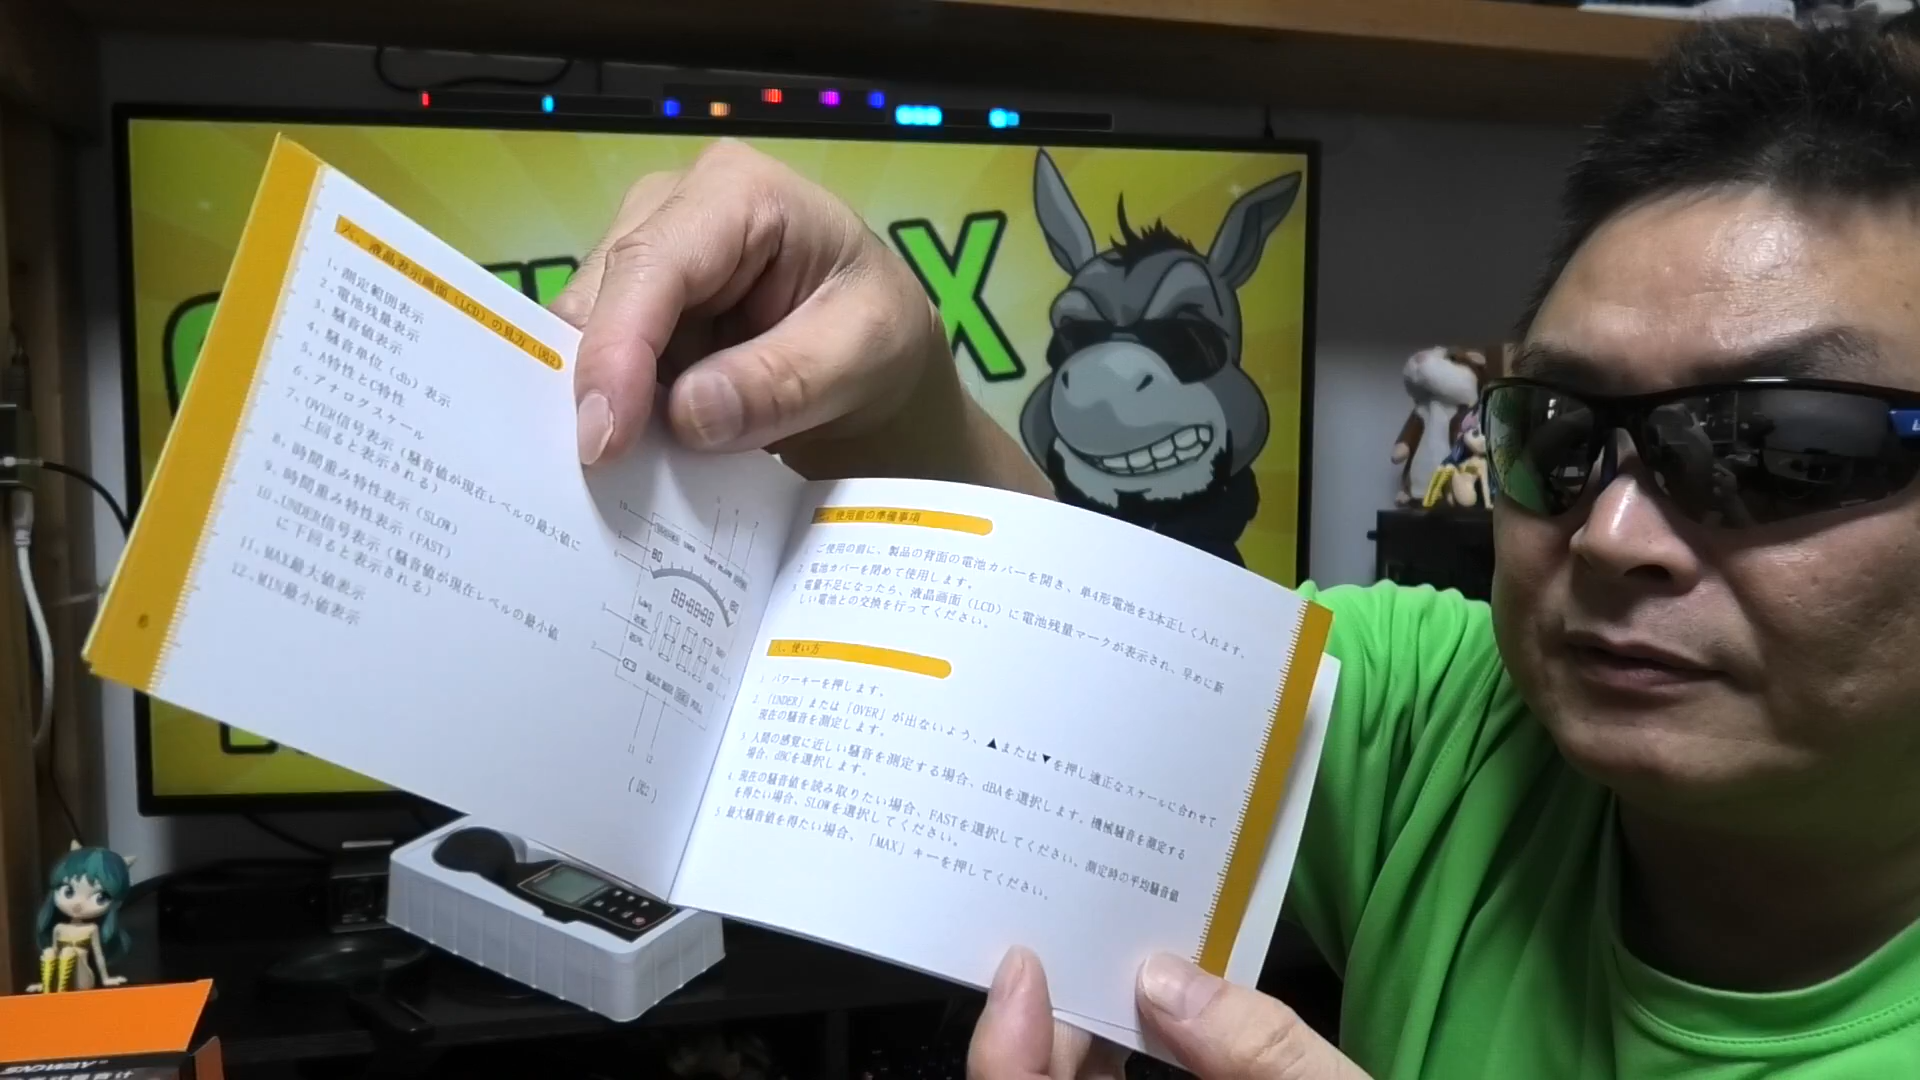 六、液晶表示画面（LCD）の見方（図2）
1、測定範囲表示
2、電池残量表示
3、騒音値表示
4、騒音単位（db）表示
5、A特性とC特性
6、アナログスケール
7、OVER信号表示（騒音値が現在レベルの最大値に
上回ると表示される）
8、時間重み特性表示（SLOW）
9、時間重み特性表示（FAST）
10、UNDER信号表示（騒音値が現在レベルの最小値
に下回ると表示される）
11、MAX最大値表示
12、MIN最小値表示
6
10
80
11
12
（図2）
使用前の準備事項
1、ご使用の前に、製品の背面の電池カバーを開き、単4形電池を3本正しく入れます。
2、電池カバーを閉めて使用します。
3、電量不足になったら、液晶画面（LCD）に電池残量マークが表示され、早めに新
しい電池との交換を行ってください。
使い方
1、パワーキーを押します。
2、「UNDER」または「OVER」が出ないよう、▲または▼を押し適正なスケールに合わせて
現在の騒音を測定します。
3、人間の感覚に近しい騒音を測定する場合、dBAを選択します。機械騒音を測定する
場合、dBCを選択します。
4、現在の騒音値を読み取りたい場合、FASTを選択してください、測定時の平均騒音値
を得たい場合、SLOWを選択してください。
5、最大騒音値を得たい場合、「MAX」キーを押してください。
X
SNDWAY